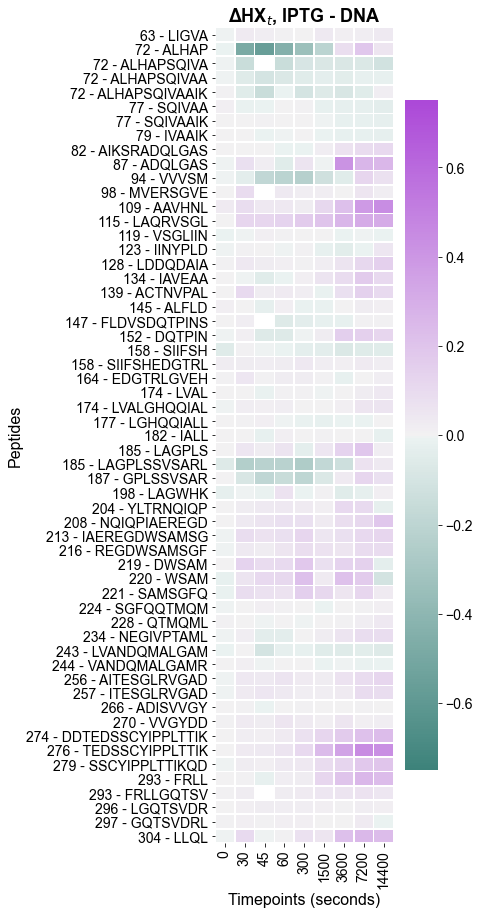 ΔHXt, IPTG - DNA
63 - LIGVA
72 - ALHAP
72 - ALHAPSQIVA
72 - ALHAPSQIVAA
72 - ALHAPSQIVAAIK
77 - SQIVAA
77 - SQIVAAIK
79 - IVAAIK
82 - AIKSRADQLGAS
87 - ADQLGAS
94 - VVVSM
98 - MVERSGVE
109 - AAVHNL
115 - LAQRVSGL
119 - VSGLIIN
123 - IINYPLD
128 - LDDQDAIA
134 - IAVEAA
139 - ACTNVPAL
145 - ALFLD
147 - FLDVSDQTPINS
152 - DQTPIN
158 - SIIFSH
158 - SIIFSHEDGTRL
164 - EDGTRLGVEH
174 - LVAL
174 - LVALGHQQIAL
177 - LGHQQIALL
182 - IALL
185 - LAGPLS
185 - LAGPLSSVSARL
187 - GPLSSVSAR
198 - LAGWHK
204 - YLTRNQIQP
208 - NQIQPIAEREGD
213 - IAEREGDWSAMSG
216 - REGDWSAMSGF
219 - DWSAM
220 - WSAM
221 - SAMSGFQ
224 - SGFQQTMQM
228 - QTMQML
234 - NEGIVPTAML
243 - LVANDQMALGAM
244 - VANDQMALGAMR
256 - AITESGLRVGAD
257 - ITESGLRVGAD
266 - ADISVVGY
270 - VVGYDD
274 - DDTEDSSCYIPPLTTIK
276 - TEDSSCYIPPLTTIK
279 - SSCYIPPLTTIKQD
293 - FRLL
293 - FRLLGQTSV
296 - LGQTSVDR
297 - GQTSVDRL
304 - LLQL
Peptides
0
30
45
60
300
1500
3600
7200
14400
Timepoints (seconds)
0.6
0.4
0.2
0.0
−0.2
−0.4
−0.6